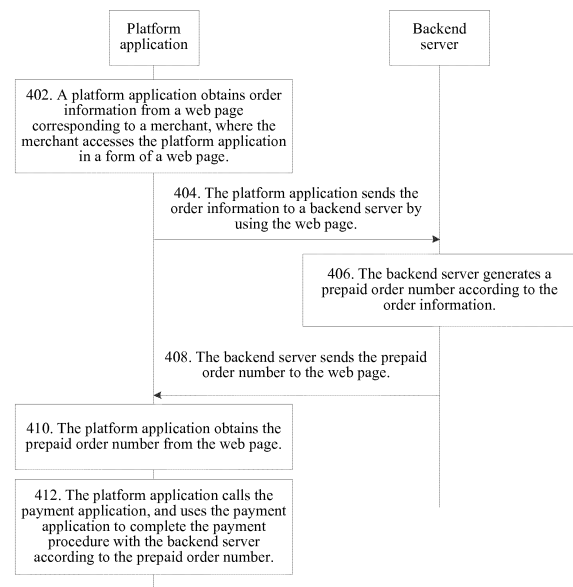 Platform
application
Backend
server
402. A platform application obtains order
information from a web page
corresponding to a merchant, where the
merchant accesses the platform application
in a form of a web page.
404. The platform application sends the
order information to a backend server by
using the web page.
406. The backend server generates a
prepaid order number according to the
order information.
408. The backend server sends the prepaid
order number to the web page.
410. The platform application obtains the
prepaid order number from the web page.
412. The platform application calls the
payment application, and uses the payment
application to complete the payment
procedure with the backend server
according to the prepaid order number.